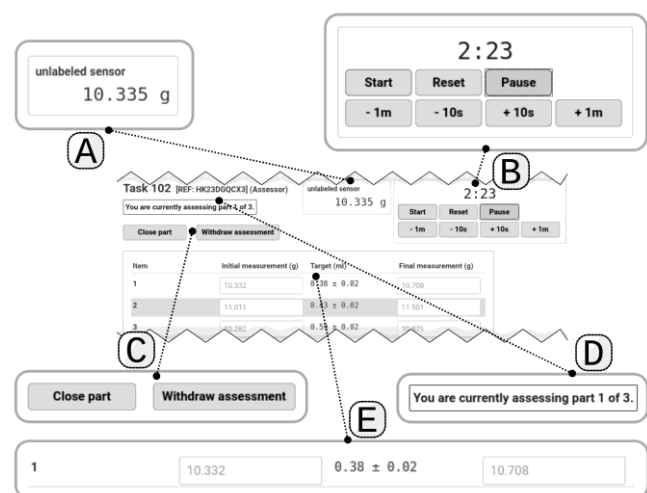 unlabeled sensor
10.335 g
2:23
Start Reset Pause
- 1m - 10s + 10s + 1m
A
B
Task 102 [REF: HK23DGQCX3] (Assessor)
unlabeled sensor
10.335 g
2:23
You are currently assessing part 1 of 3.
Start Reset Pause
- 1m - 10s + 10s + 1m
Close part Withdraw assessment
Item Initial measurement (g) Target (ml) Final measurement (g)
1 10.332 0.38 ± 0.02 10.708
2 11.011 ± 0.02 11.501
3 10.282 ± 0.02
C
D
Close part Withdraw assessment
You are currently assessing part 1 of 3.
E
1 10.332 0.38 ± 0.02 10.708